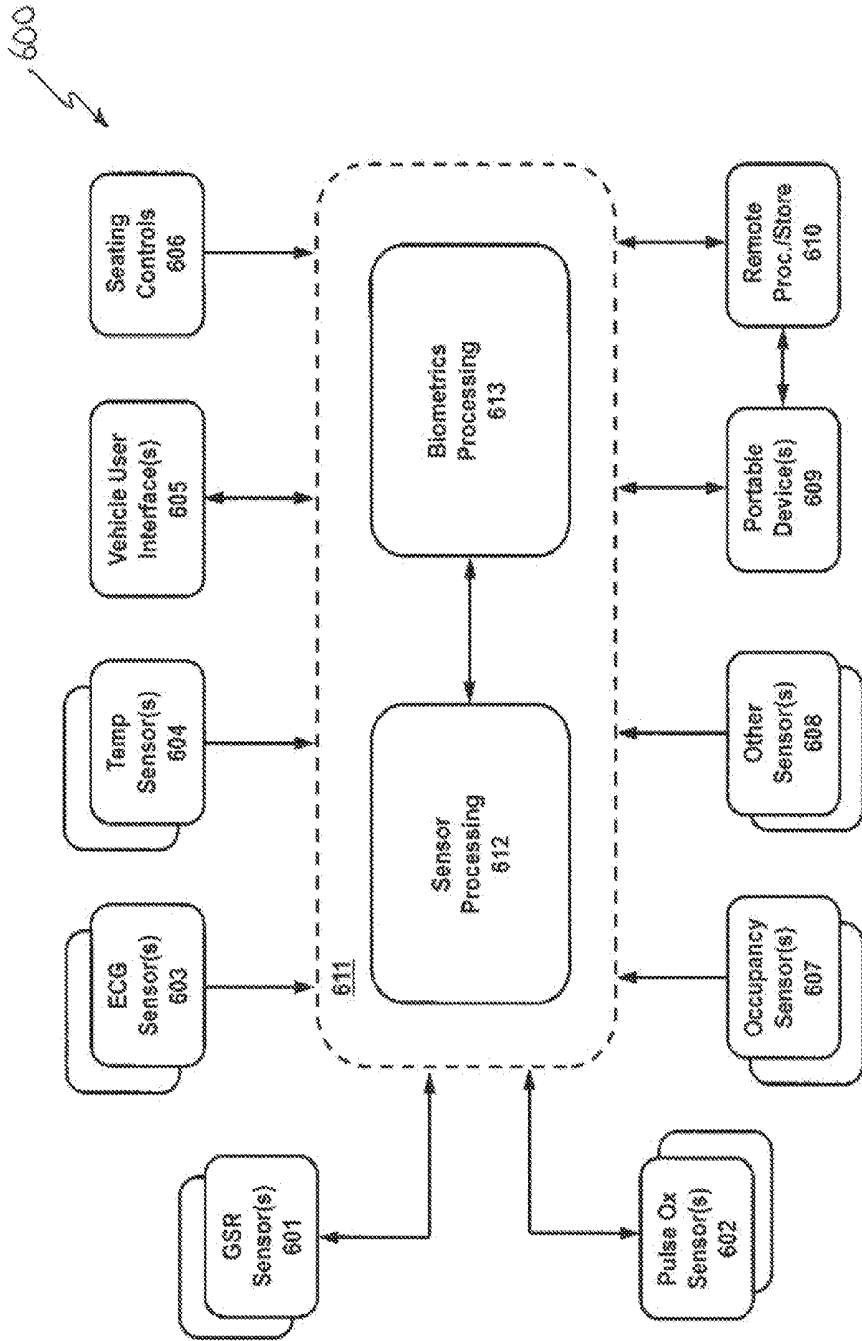 600
GSR
Sensor(s)
601
ECG
Sensor(s)
603
Temp
Sensor(s)
604
Vehicle User
Interface(s)
605
Seating
Controls
606
611
Sensor
Processing
612
Biometrics
Processing
613
Pulse Ox
Sensor(s)
602
Occupancy
Sensor(s)
607
Other
Sensor(s)
608
Portable
Device(s)
609
Remote
Proc./Store
610